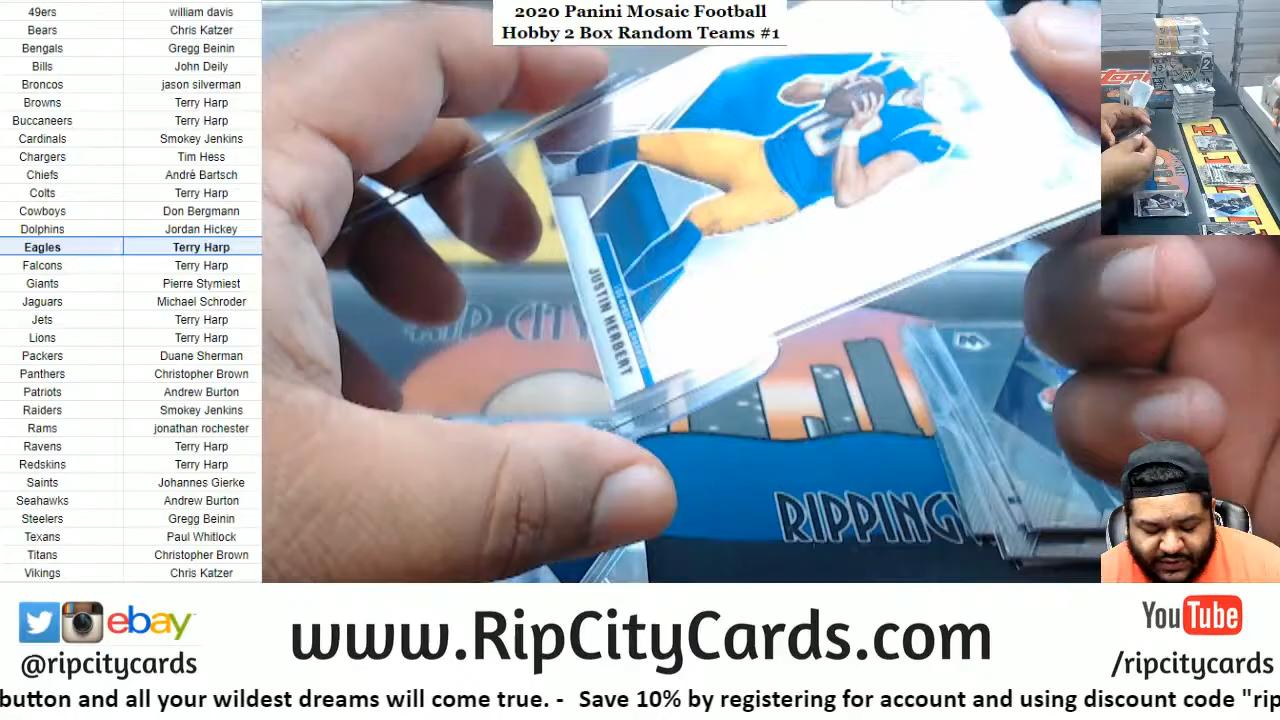 49ers william davis
Bears Chris Katzer
Bengals Gregg Beinin
Bills John Deily
Broncos jason silverman
Browns Terry Harp
Buccaneers Terry Harp
Cardinals Smokey Jenkins
Chargers Tim Hess
Chiefs André Bartsch
Colts Terry Harp
Cowboys Don Bergmann
Dolphins Jordan Hickey
Eagles Terry Harp
Falcons Terry Harp
Giants Pierre Stymiest
Jaguars Michael Schroder
Jets Terry Harp
Lions Terry Harp
Packers Duane Sherman
Panthers Christopher Brown
Patriots Andrew Burton
Raiders Smokey Jenkins
Rams jonathan rochester
Ravens Terry Harp
Redskins Terry Harp
Saints Johannes Gierke
Seahawks Andrew Burton
Steelers Gregg Beinin
Texans Paul Whitlock
Titans Christopher Brown
Vikings Chris Katzer
2020 Panini Mosaic Football
Hobby 2 Box Random Teams #1
JUSTIN HERBERT
RIP CITY
RIPPING
ebay
@ripcitycards
www.RipCityCards.com
YouTube
/ripcitycards
button and all your wildest dreams will come true. - Save 10% by registering for account and using discount code "rip